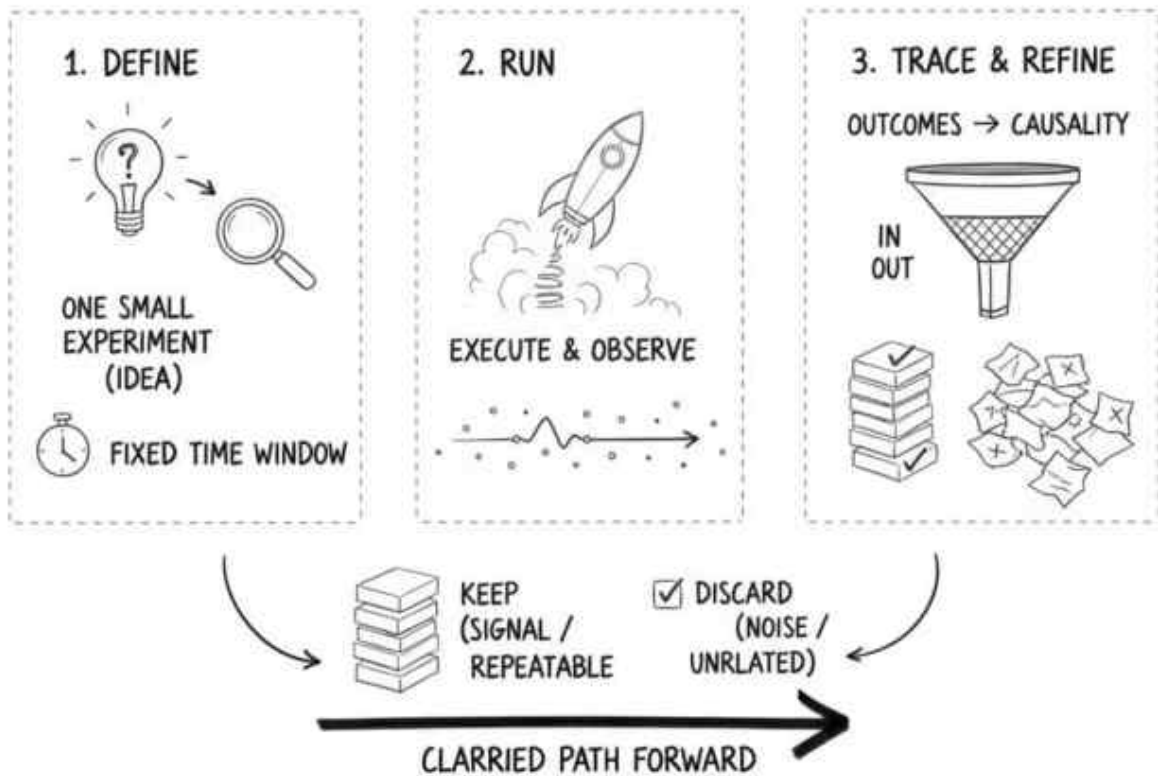 1. DEFINE
?
ONE SMALL
EXPERIMENT
(IDEA)
FIXED TIME WINDOW
2. RUN
EXECUTE & OBSERVE
3. TRACE & REFINE
OUTCOMES → CAUSALITY
IN
OUT
KEEP
(SIGNAL /
REPEATABLE
DISCARD
(NOISE /
UNRLATED)
CLARRIED PATH FORWARD